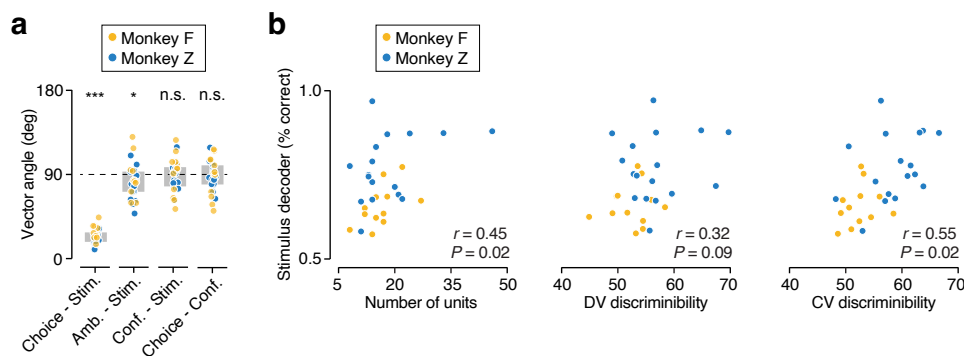 a
Monkey F
Monkey Z
180
90
0
Vector angle (deg)
***
*
n.s.
n.s.
Choice - Stim.
Amb. - Stim.
Conf. - Stim.
Choice - Conf.
b
Monkey F
Monkey Z
Stimulus decoder (% correct)
1.0
0.5
r = 0.45
P = 0.02
5 20 35 50
Number of units
r = 0.32
P = 0.09
40 50 60 70
DV discriminibility
r = 0.55
P = 0.02
40 50 60 70
CV discriminibility